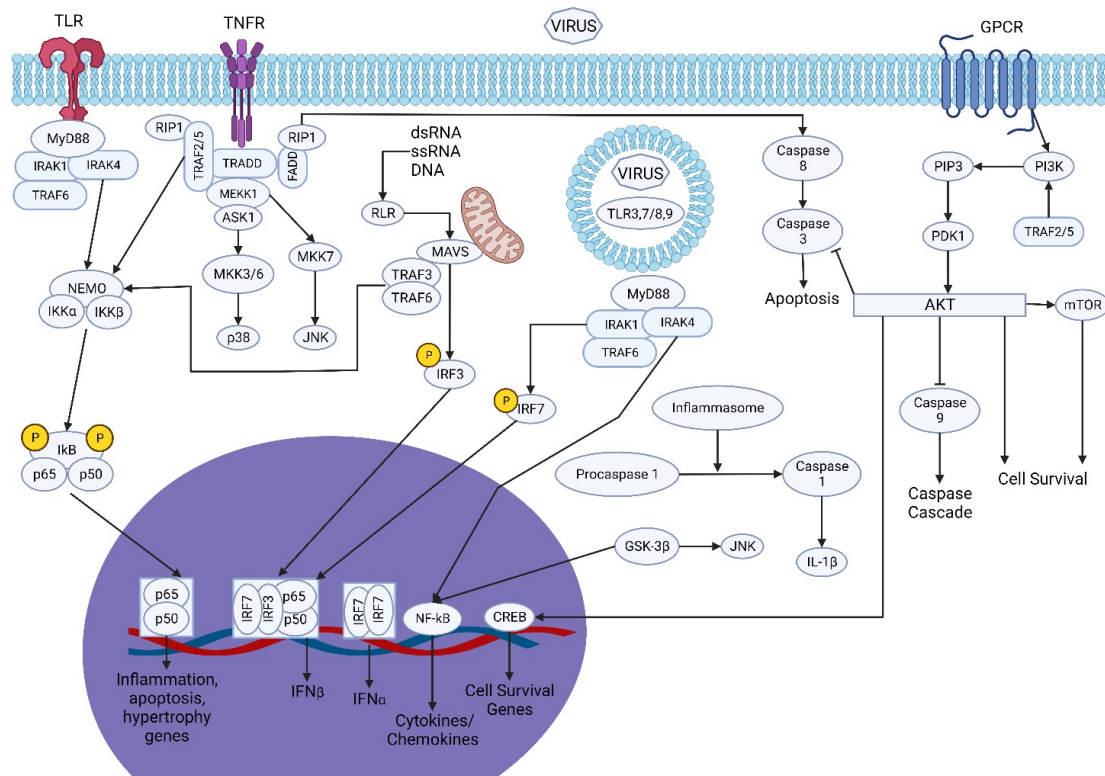 TLR
TNFR
VIRUS
GPCR
MyD88
IRAK1
IRAK4
TRAF6
RIP1
TRAF2/5
TRADD
FADD
RIP1
MEKK1
ASK1
MKK3/6
p38
MKK7
JNK
dsRNA
ssRNA
DNA
RLR
MAVS
TRAF3
TRAF6
P
IRF3
VIRUS
TLR3,7/8,9
MyD88
IRAK1
IRAK4
TRAF6
P
IRF7
Caspase
8
Caspase
3
Apoptosis
PIP3
PI3K
PDK1
TRAF2/5
AKT
mTOR
Caspase
9
Caspase
Cascade
Cell Survival
NEMO
IKKα
IKKβ
P
P
IkB
p65
p50
Inflammasome
Procaspase 1
Caspase
1
IL-1β
GSK-3β
JNK
p65
p50
IRF7
IRF3
p65
p50
IRF7
IRF7
NF-kB
CREB
Inflammation,
apoptosis,
hypertrophy
genes
IFNβ
IFNα
Cytokines/
Chemokines
Cell Survival
Genes